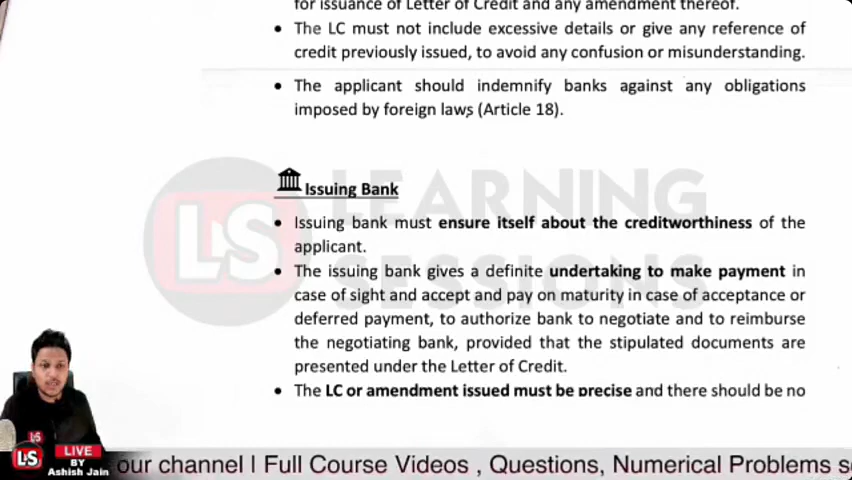 for issuance of Letter of Credit and any amendment thereof.
• The LC must not include excessive details or give any reference of
credit previously issued, to avoid any confusion or misunderstanding.
• The applicant should indemnify banks against any obligations
imposed by foreign laws (Article 18).
Issuing Bank
• Issuing bank must ensure itself about the creditworthiness of the
applicant.
• The issuing bank gives a definite undertaking to make payment in
case of sight and accept and pay on maturity in case of acceptance or
deferred payment, to authorize bank to negotiate and to reimburse
the negotiating bank, provided that the stipulated documents are
presented under the Letter of Credit.
• The LC or amendment issued must be precise and there should be no
LS
LEARNING
SESSIONS
LS
LS
LIVE
BY
Ashish Jain
our channel I Full Course Videos , Questions, Numerical Problems s